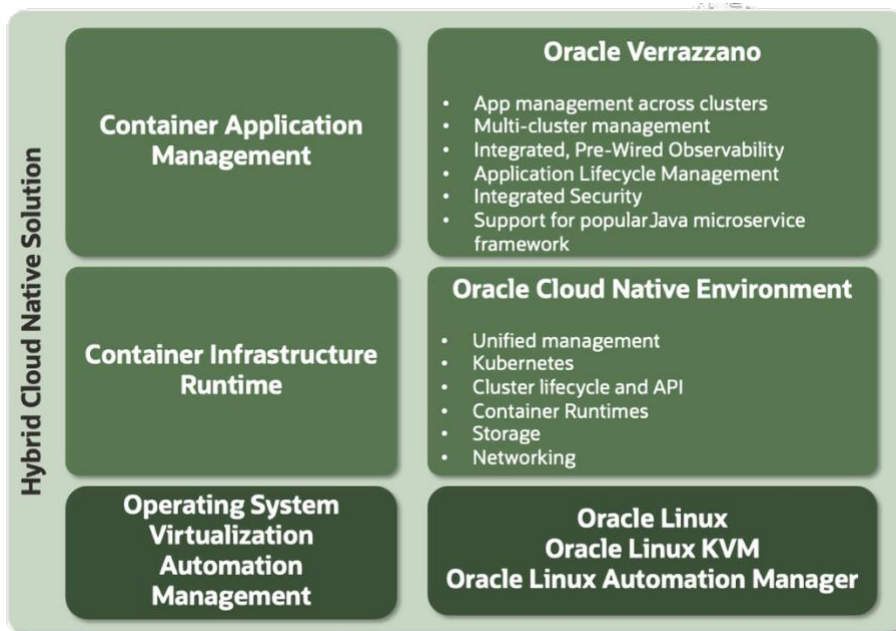 Hybrid Cloud Native Solution
Container Application
Management
Oracle Verrazzano
• App management across clusters
• Multi-cluster management
• Integrated, Pre-Wired Observability
• Application Lifecycle Management
• Integrated Security
• Support for popular Java microservice
framework
Container Infrastructure
Runtime
Oracle Cloud Native Environment
• Unified management
• Kubernetes
• Cluster lifecycle and API
• Container Runtimes
• Storage
• Networking
Operating System
Virtualization
Automation
Management
Oracle Linux
Oracle Linux KVM
Oracle Linux Automation Manager